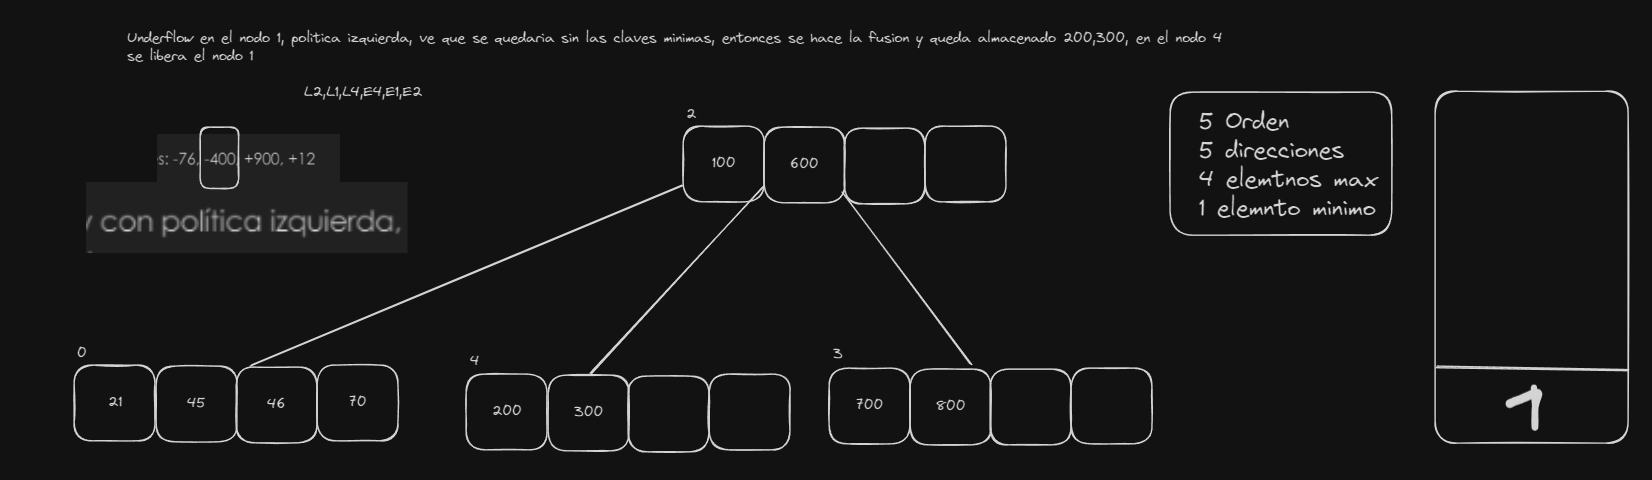 Underflow en el nodo 1, politica izquierda, ve que se quedaria sin las claves minimas, entonces se hace la fusion y queda almacenado 200,300, en el nodo 4
se libera el nodo 1
L2,L1,L4,E4,E1,E2
s: -76, -400, +900, +12
y con política izquierda,
2
100 600
5 Orden
5 direcciones
4 elemtnos max
1 elemnto minimo
0
21 45 46 70
4
200 300
3
700 800
1